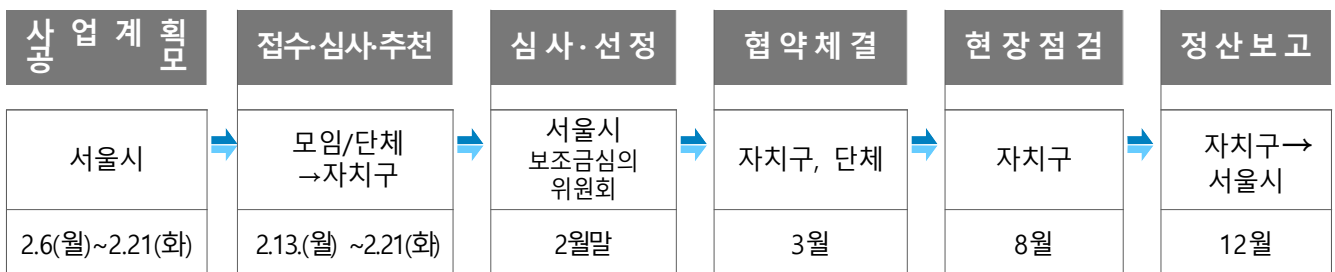 사 업 계 획
공 모
접수·심사·추천
심 사 · 선 정
협 약 체 결
현 장 점 검
정 산 보 고
서울시
모임/단체
→자치구
서울시
보조금심의
위원회
자치구, 단체
자치구
자치구→
서울시
2.6(월)~2.21(화)
2.13.(월) ~2.21(화)
2월말
3월
8월
12월